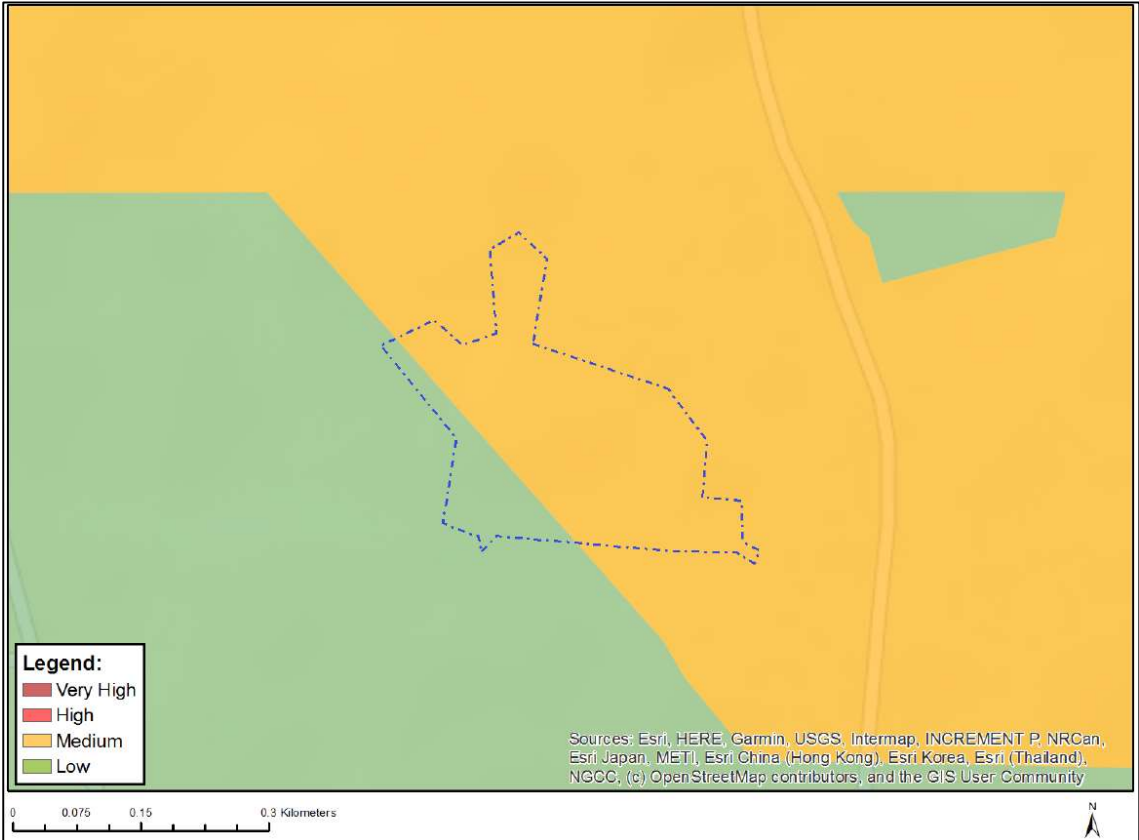 Legend:
Very High
High
Medium
Low
Sources: Esri, HERE, Garmin, USGS, Intermap, INCREMENT P, NRCan,
Esri Japan, METI, Esri China (Hong Kong), Esri Korea, Esri (Thailand),
NGCC, (c) OpenStreetMap contributors, and the GIS User Community
0 0.075 0.15 0.3 Kilometers
N